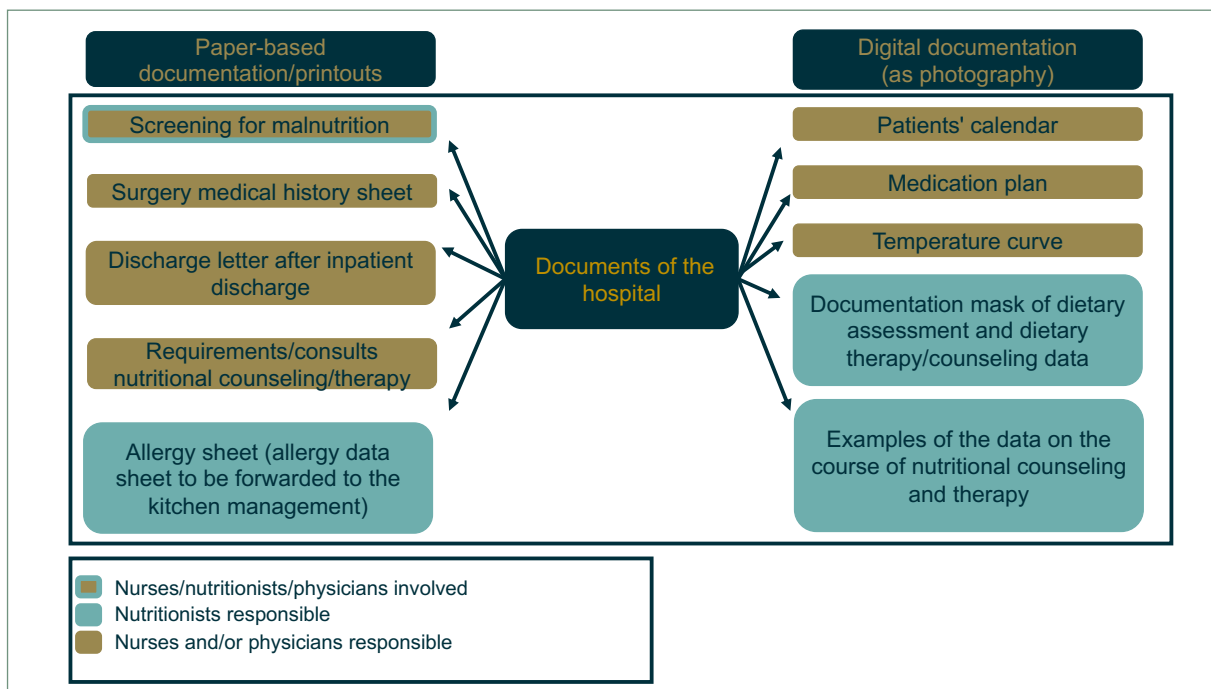 Paper-based
documentation/printouts
Digital documentation
(as photography)
Screening for malnutrition
Surgery medical history sheet
Discharge letter after inpatient
discharge
Requirements/consults
nutritional counseling/therapy
Allergy sheet (allergy data
sheet to be forwarded to the
kitchen management)
Documents of the
hospital
Patients' calendar
Medication plan
Temperature curve
Documentation mask of dietary
assessment and dietary
therapy/counseling data
Examples of the data on the
course of nutritional counseling
and therapy
Nurses/nutritionists/physicians involved
Nutritionists responsible
Nurses and/or physicians responsible